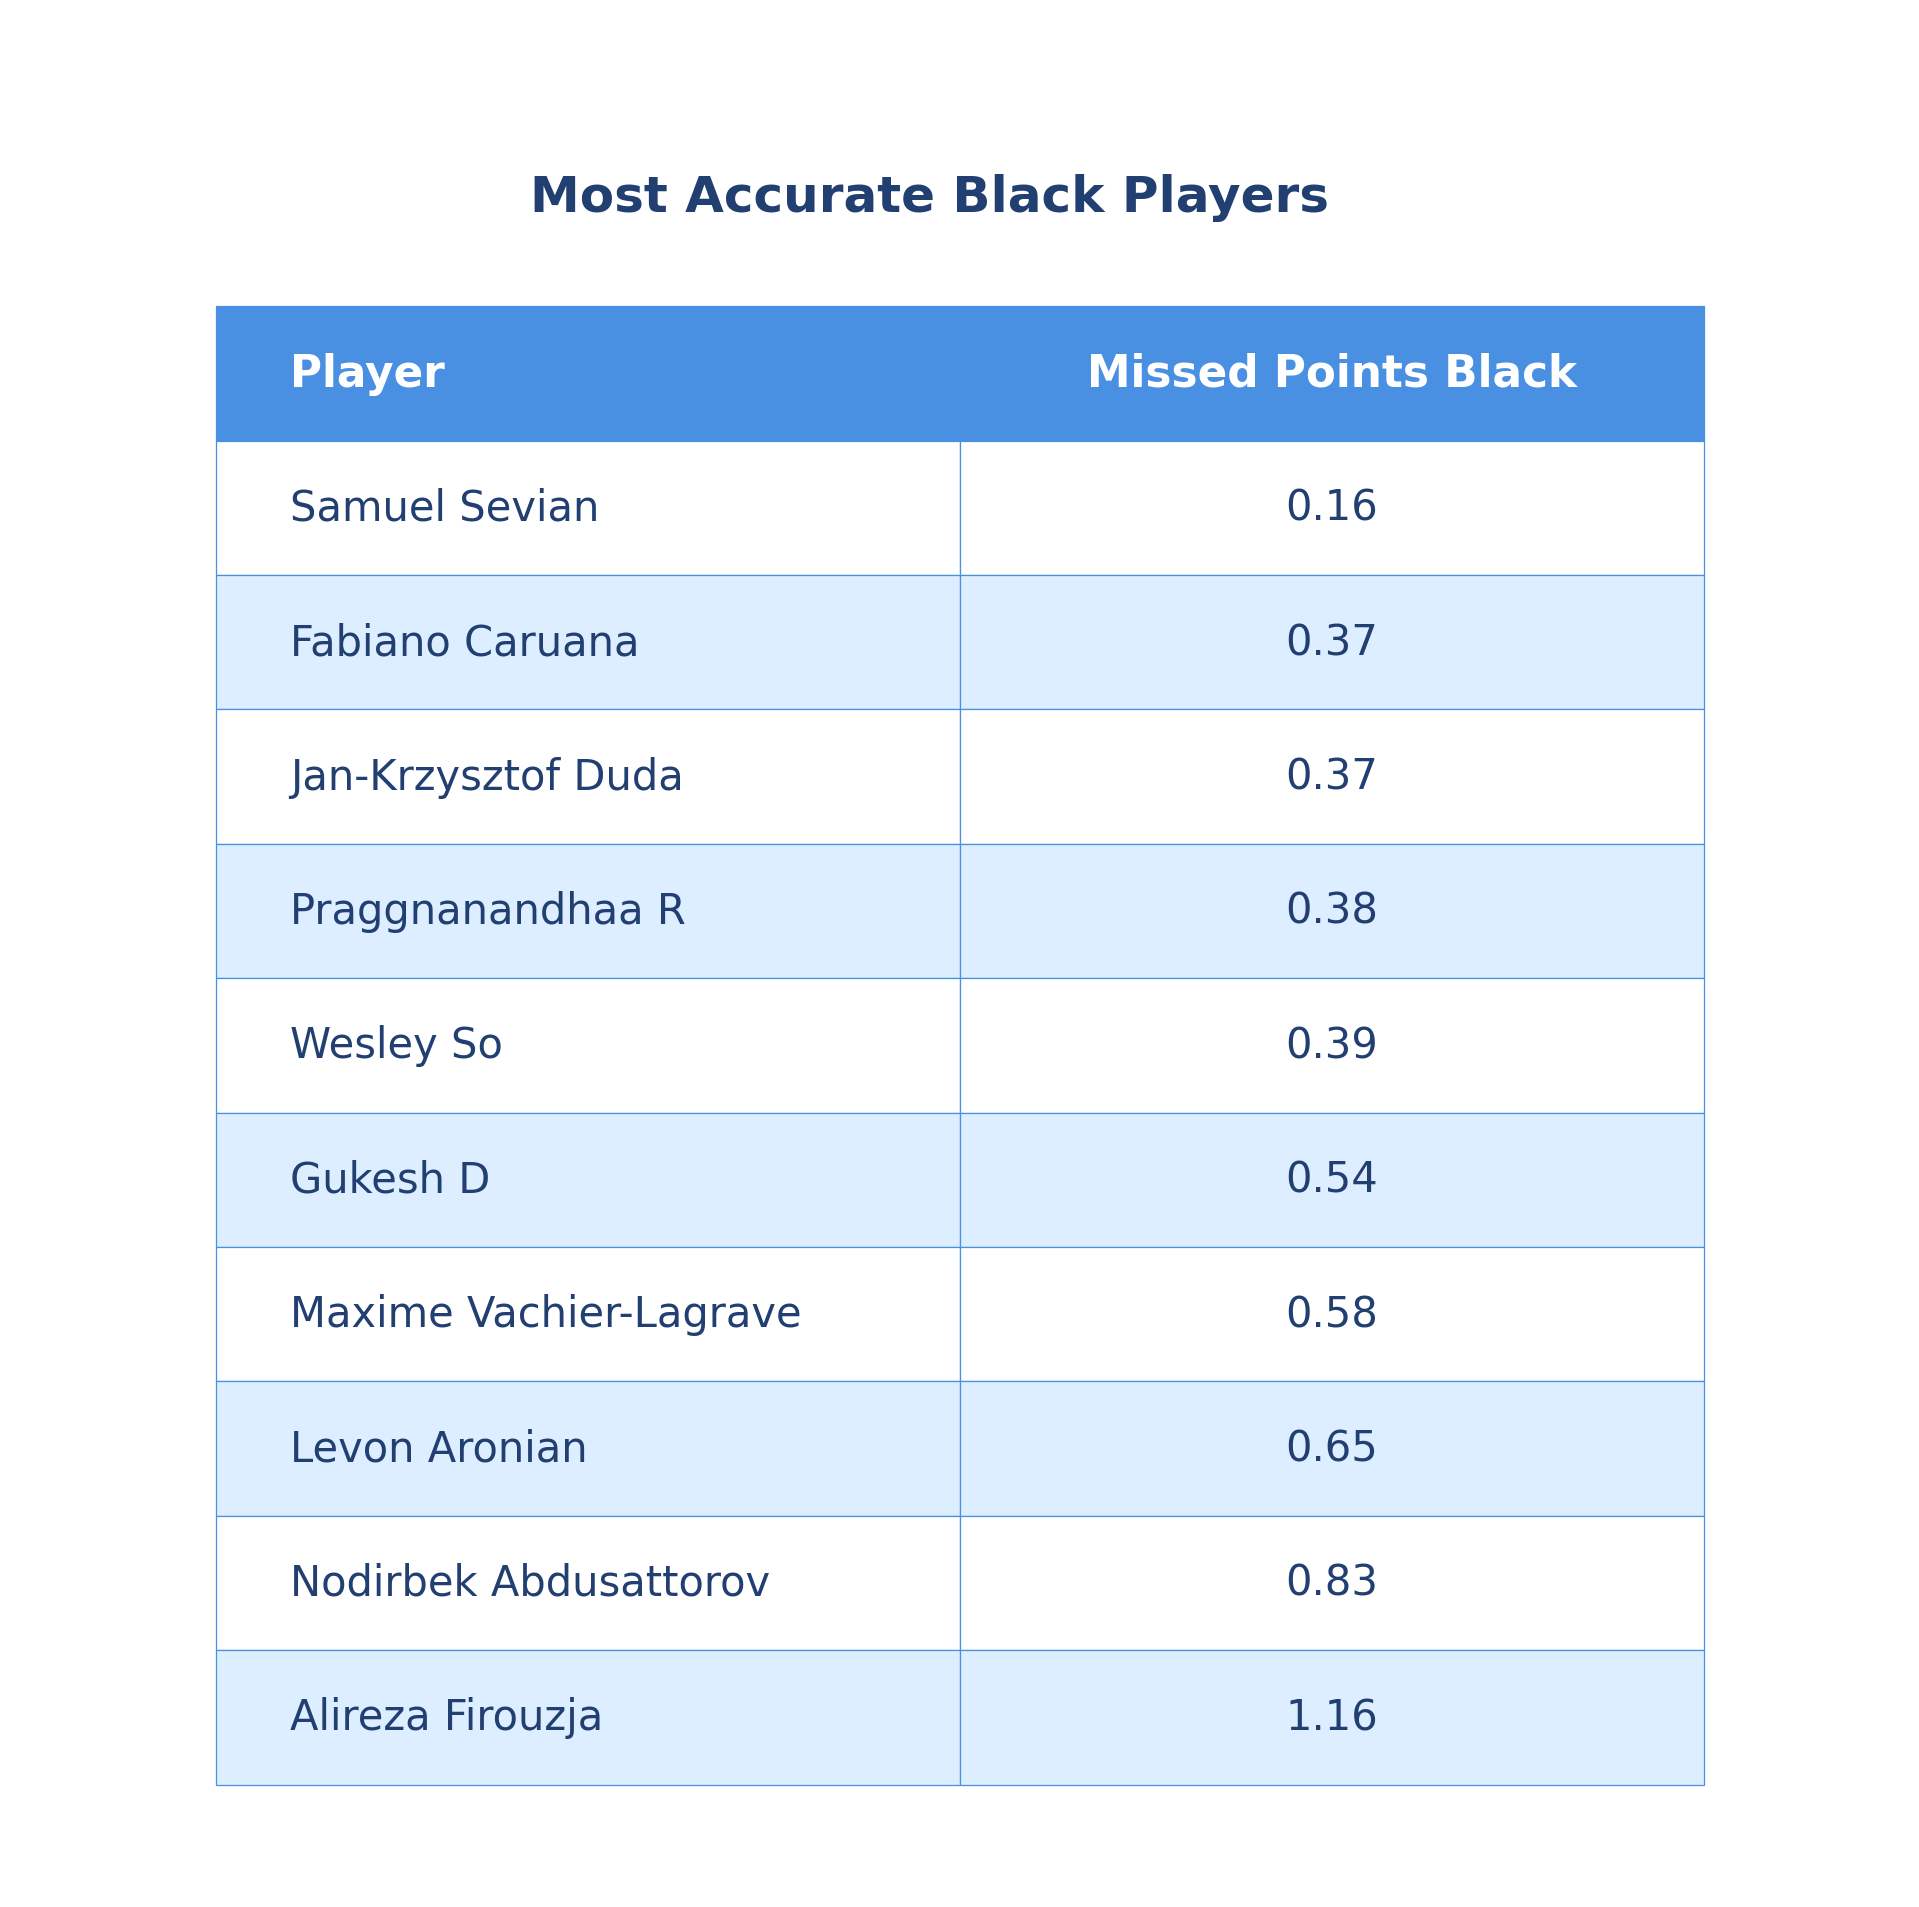 Most Accurate Black Players
Player Missed Points Black
Samuel Sevian 0.16
Fabiano Caruana 0.37
Jan-Krzysztof Duda 0.37
Praggnanandhaa R 0.38
Wesley So 0.39
Gukesh D 0.54
Maxime Vachier-Lagrave 0.58
Levon Aronian 0.65
Nodirbek Abdusattorov 0.83
Alireza Firouzja 1.16